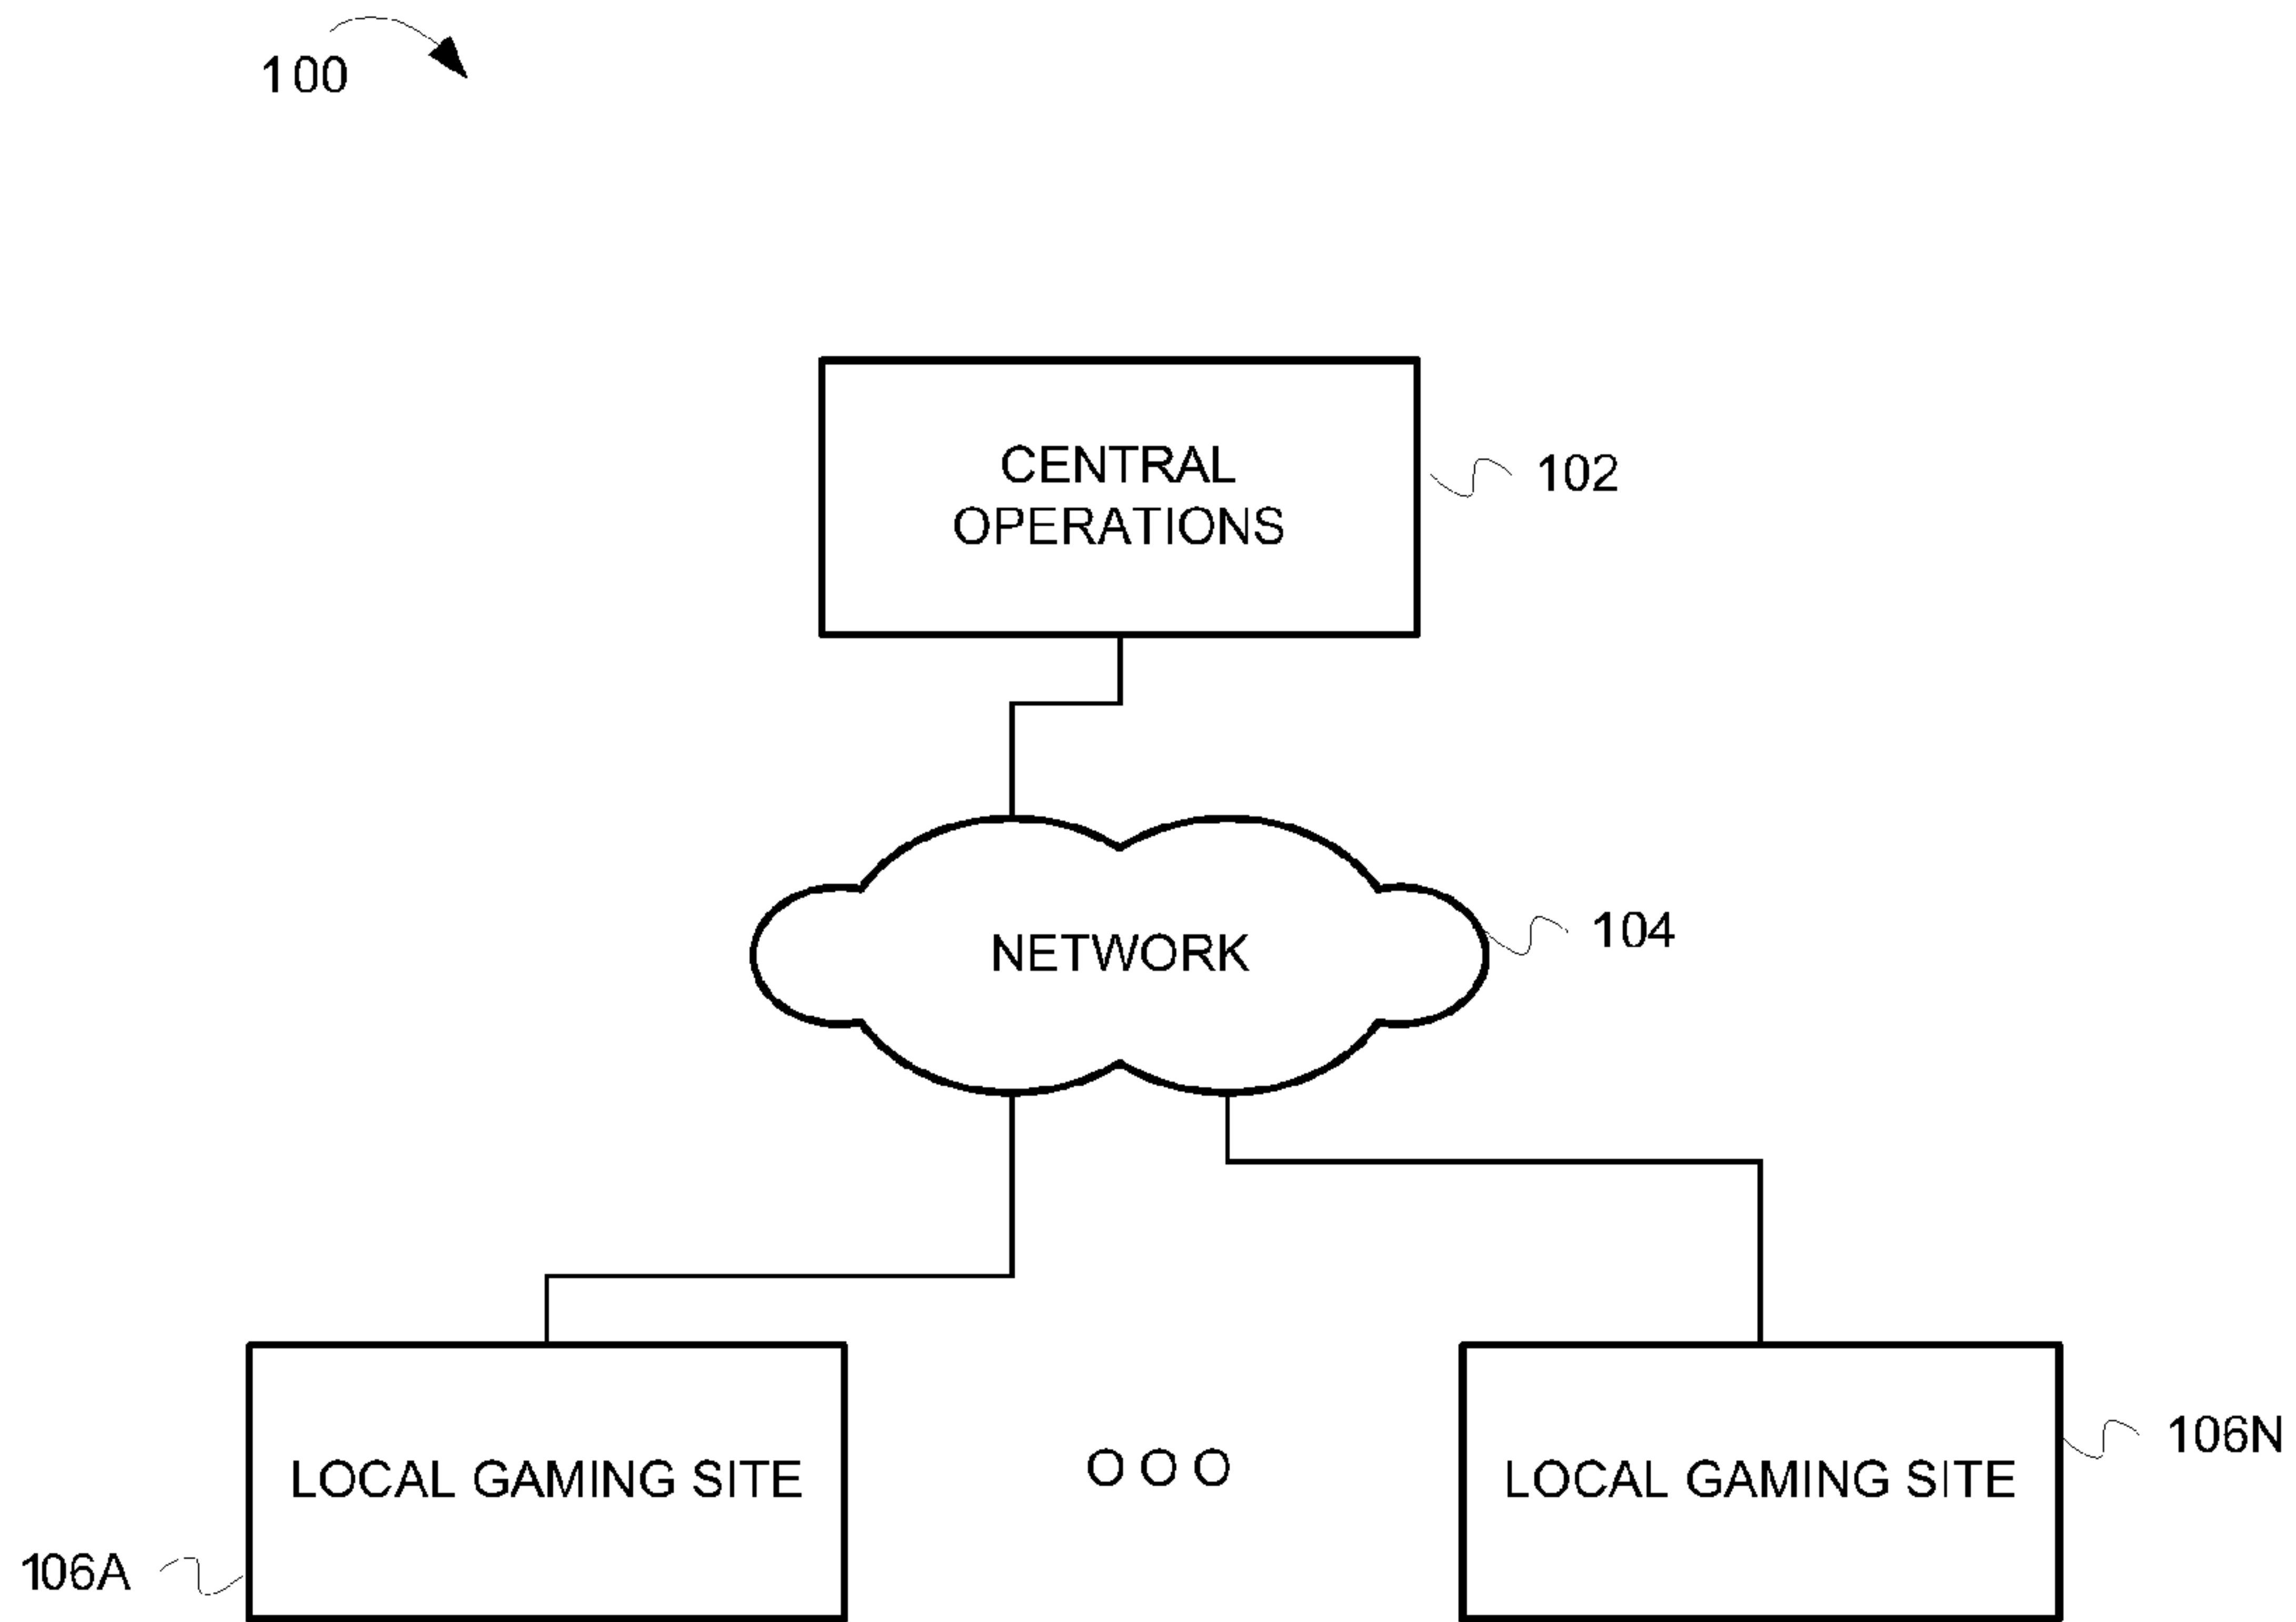 100
CENTRAL
OPERATIONS
102
NETWORK
104
LOCAL GAMING SITE
O O O
LOCAL GAMING SITE
106N
106A